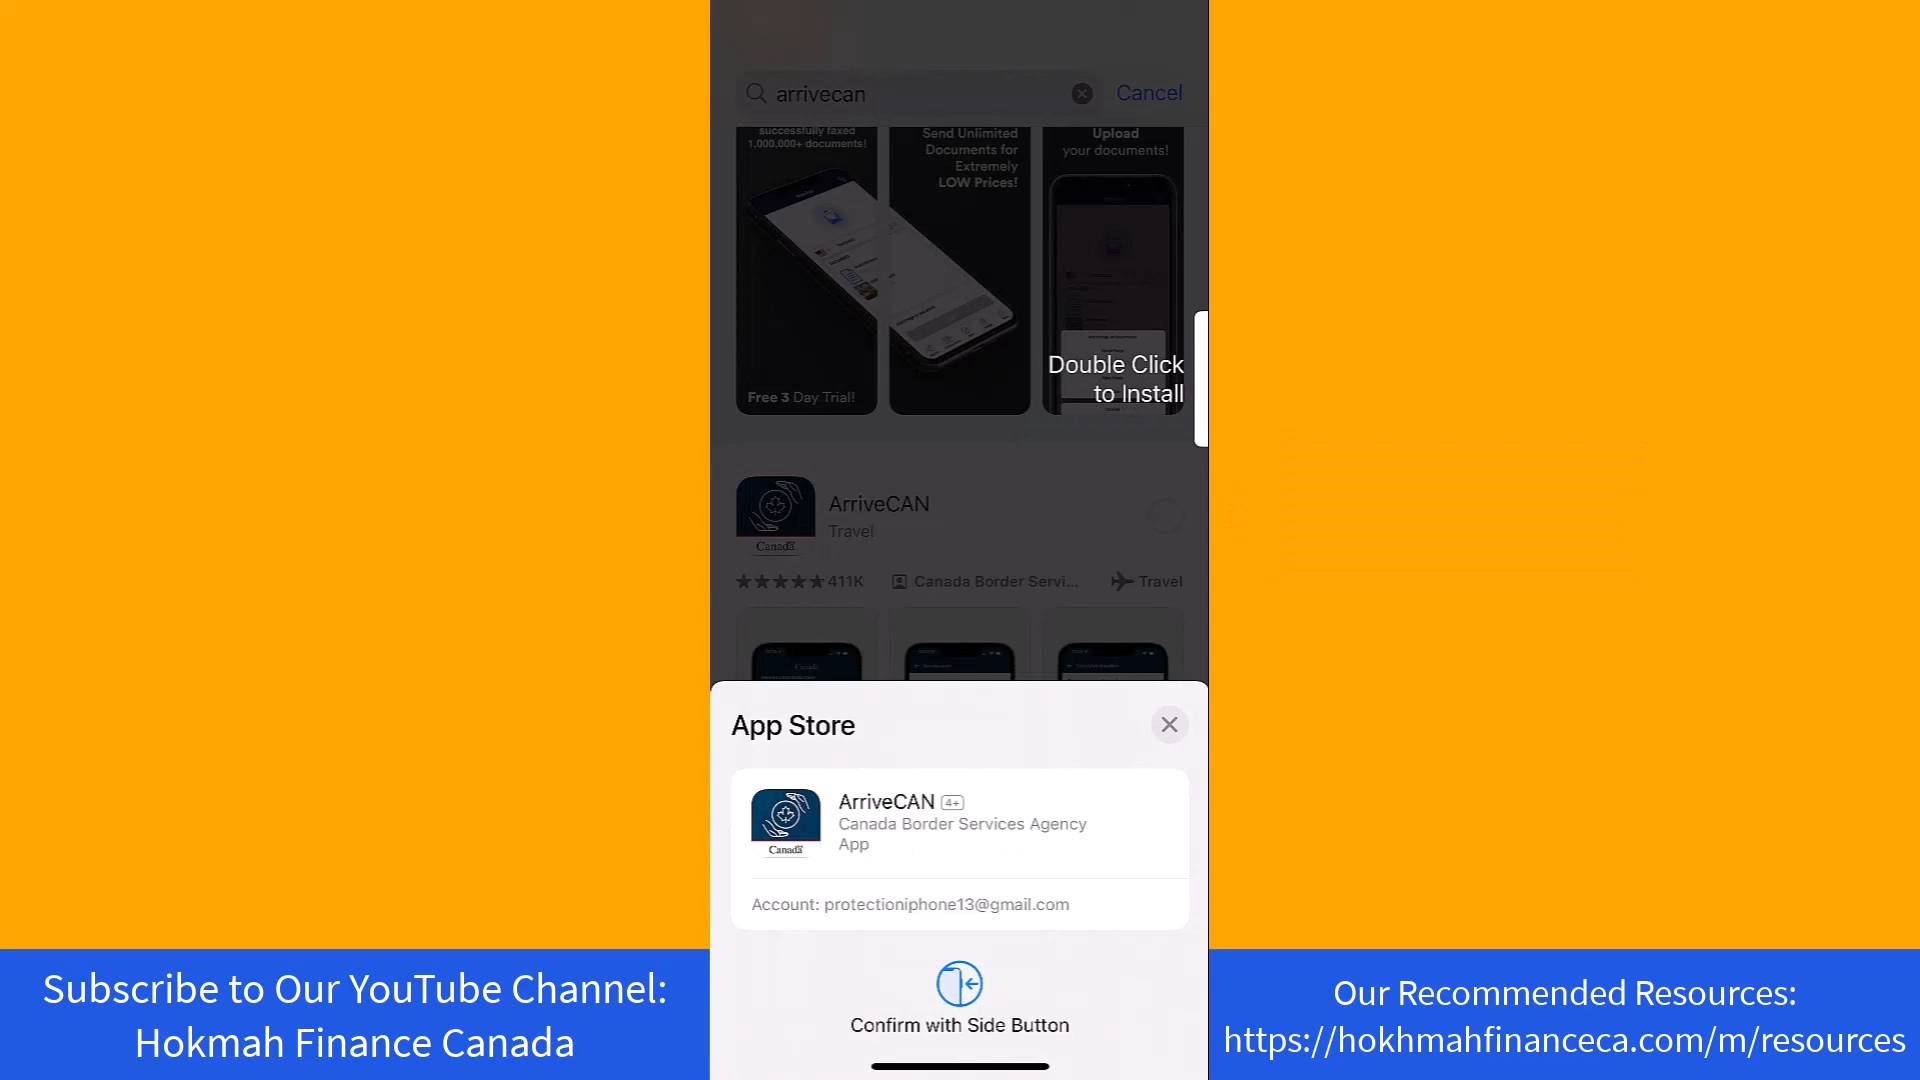 arrivecan
Cancel
successfully faxed
1,000,000+ documents!
Send Unlimited
Documents for
Extremely
LOW Prices!
Upload
your documents!
Free 3 Day Trial!
Double Click
to Install
ArriveCAN
Travel
Canada
411K
Canada Border Servi...
Travel
Canada
App Store
ArriveCAN 4+
Canada Border Services Agency
App
Canada
Account: protectioniphone13@gmail.com
Confirm with Side Button
Subscribe to Our YouTube Channel:
Hokmah Finance Canada
Our Recommended Resources:
https://hokhmahfinanceca.com/m/resources